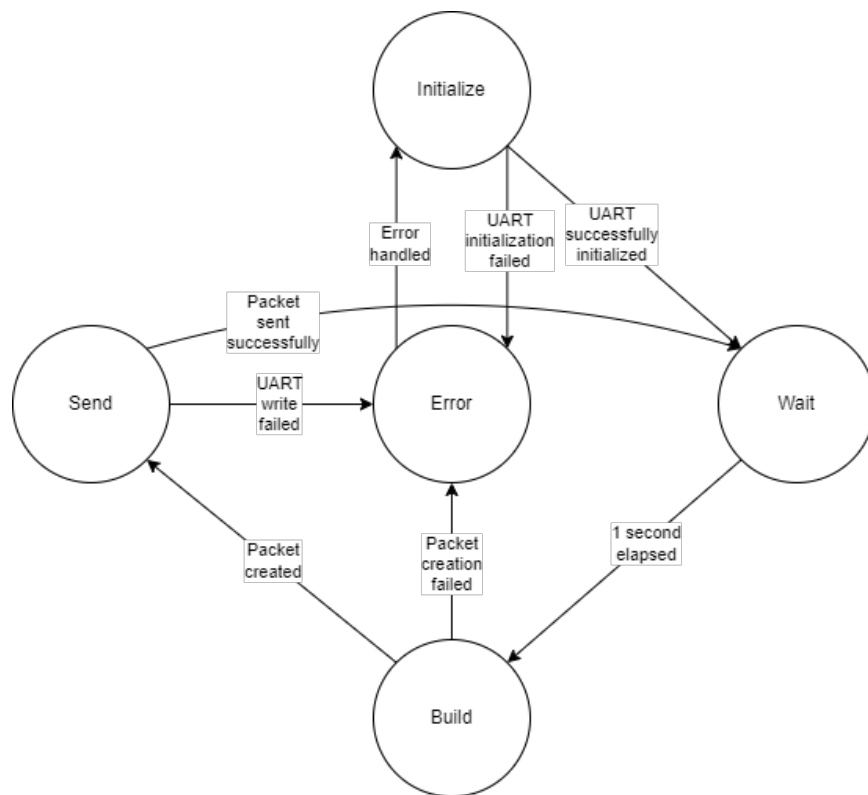 Initialize
Error
handled
UART
initialization
failed
UART
successfully
initialized
Packet
sent
successfully
Send
UART
write
failed
Error
Wait
Packet
created
Packet
creation
failed
1 second
elapsed
Build